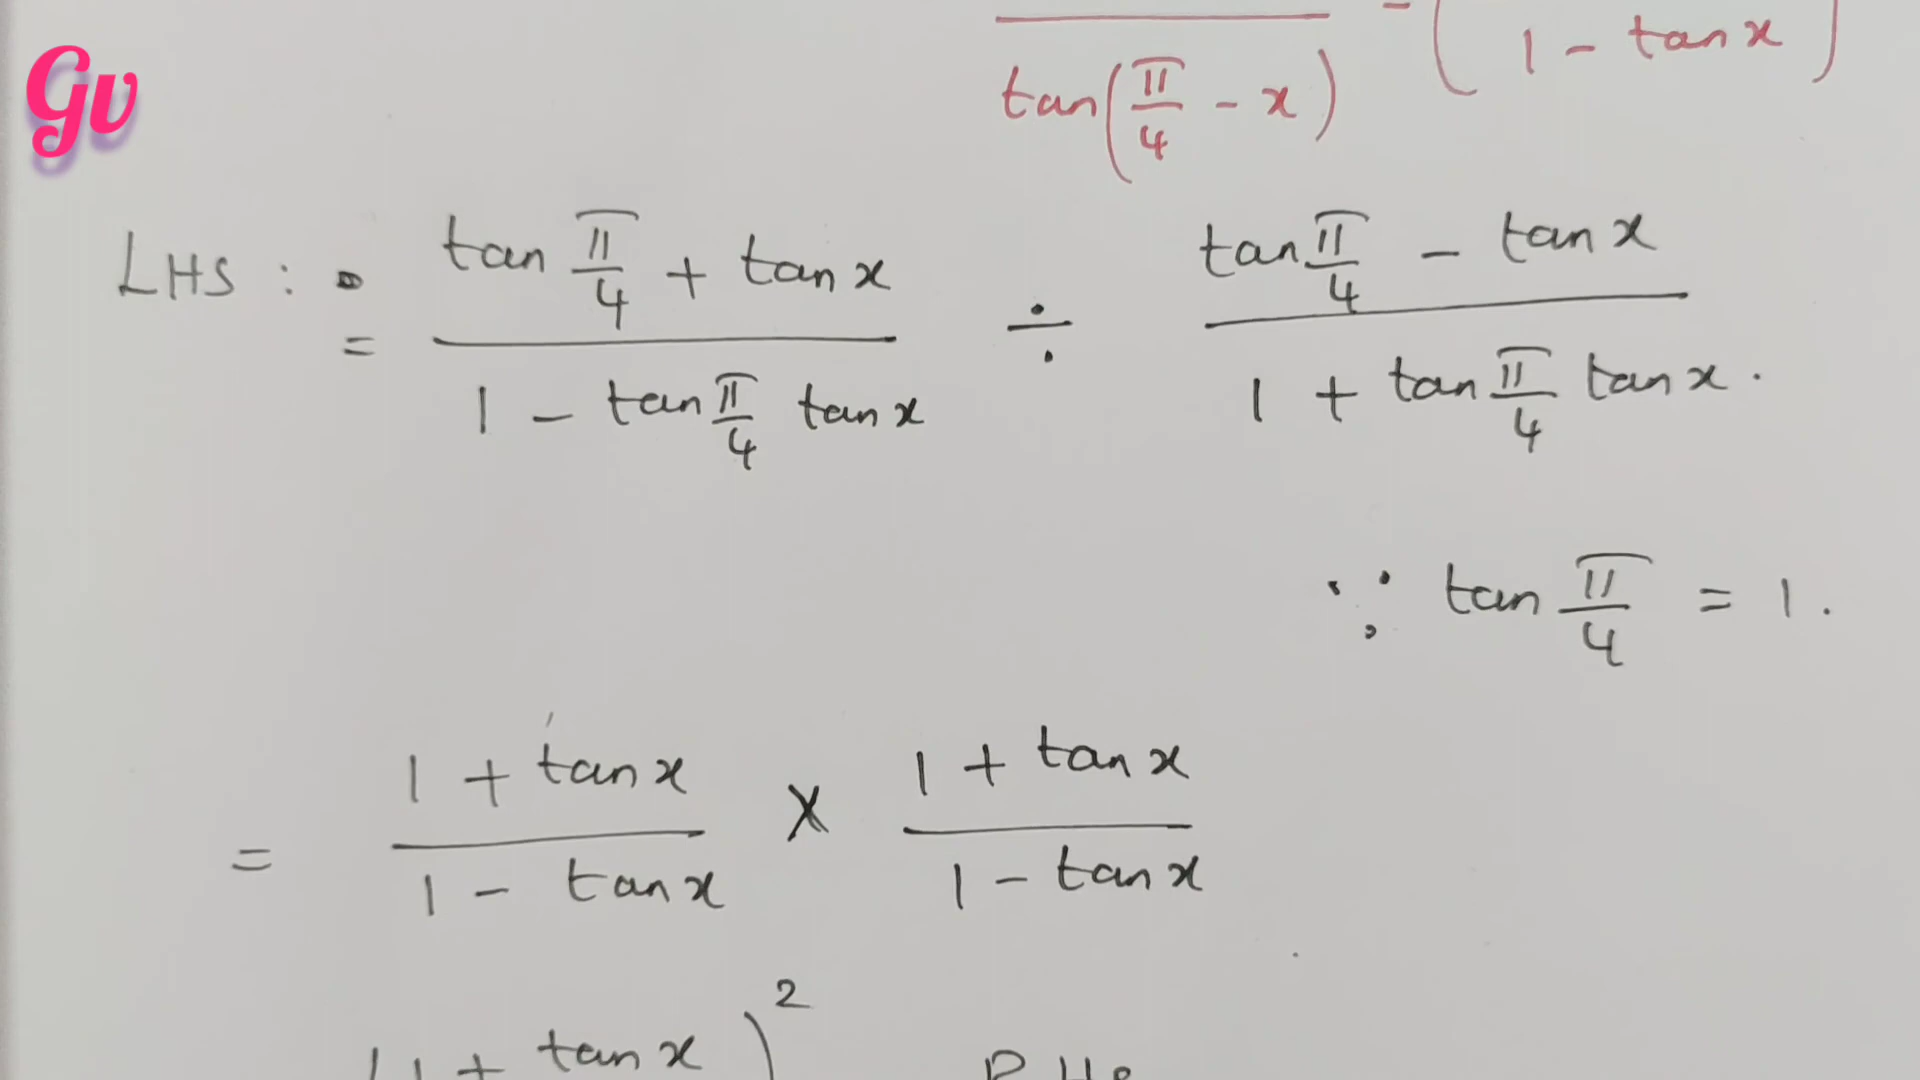 Gv
tan(π/4 - x) = (1 - tan x)
LHS : = (tan π/4 + tan x)/(1 - tan π/4 tan x) ÷ (tan π/4 - tan x)/(1 + tan π/4 tan x).
∵ tan π/4 = 1.
= (1 + tan x)/(1 - tan x) × (1 + tan x)/(1 - tan x)
(1 + tan x)²  RHS